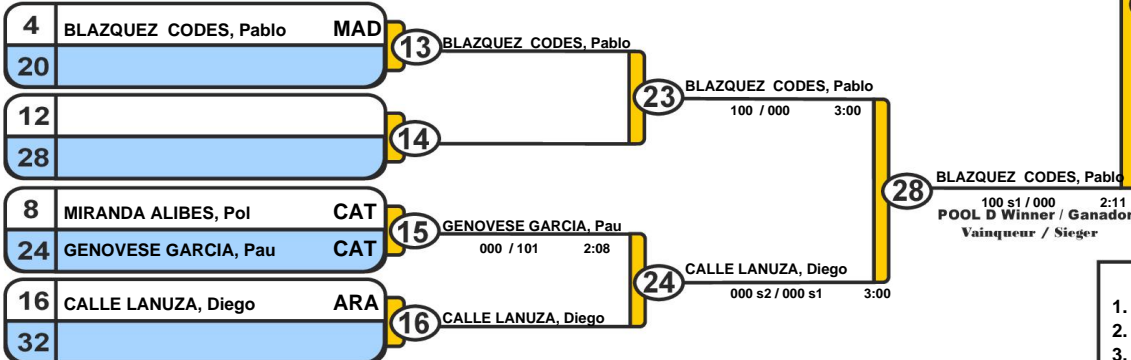 4 BLAZQUEZ CODES, Pablo MAD
20
13 BLAZQUEZ CODES, Pablo
12
28
14
23 BLAZQUEZ CODES, Pablo
100 / 000 3:00
8 MIRANDA ALIBES, Pol CAT
24 GENOVESE GARCIA, Pau CAT
15 GENOVESE GARCIA, Pau
000 / 101 2:08
16 CALLE LANUZA, Diego ARA
32
16 CALLE LANUZA, Diego
24 CALLE LANUZA, Diego
000 s2 / 000 s1 3:00
28 BLAZQUEZ CODES, Pablo
100 s1 / 000 2:11
POOL D Winner / Ganador
Vainqueur / Sieger
1.
2.
3.